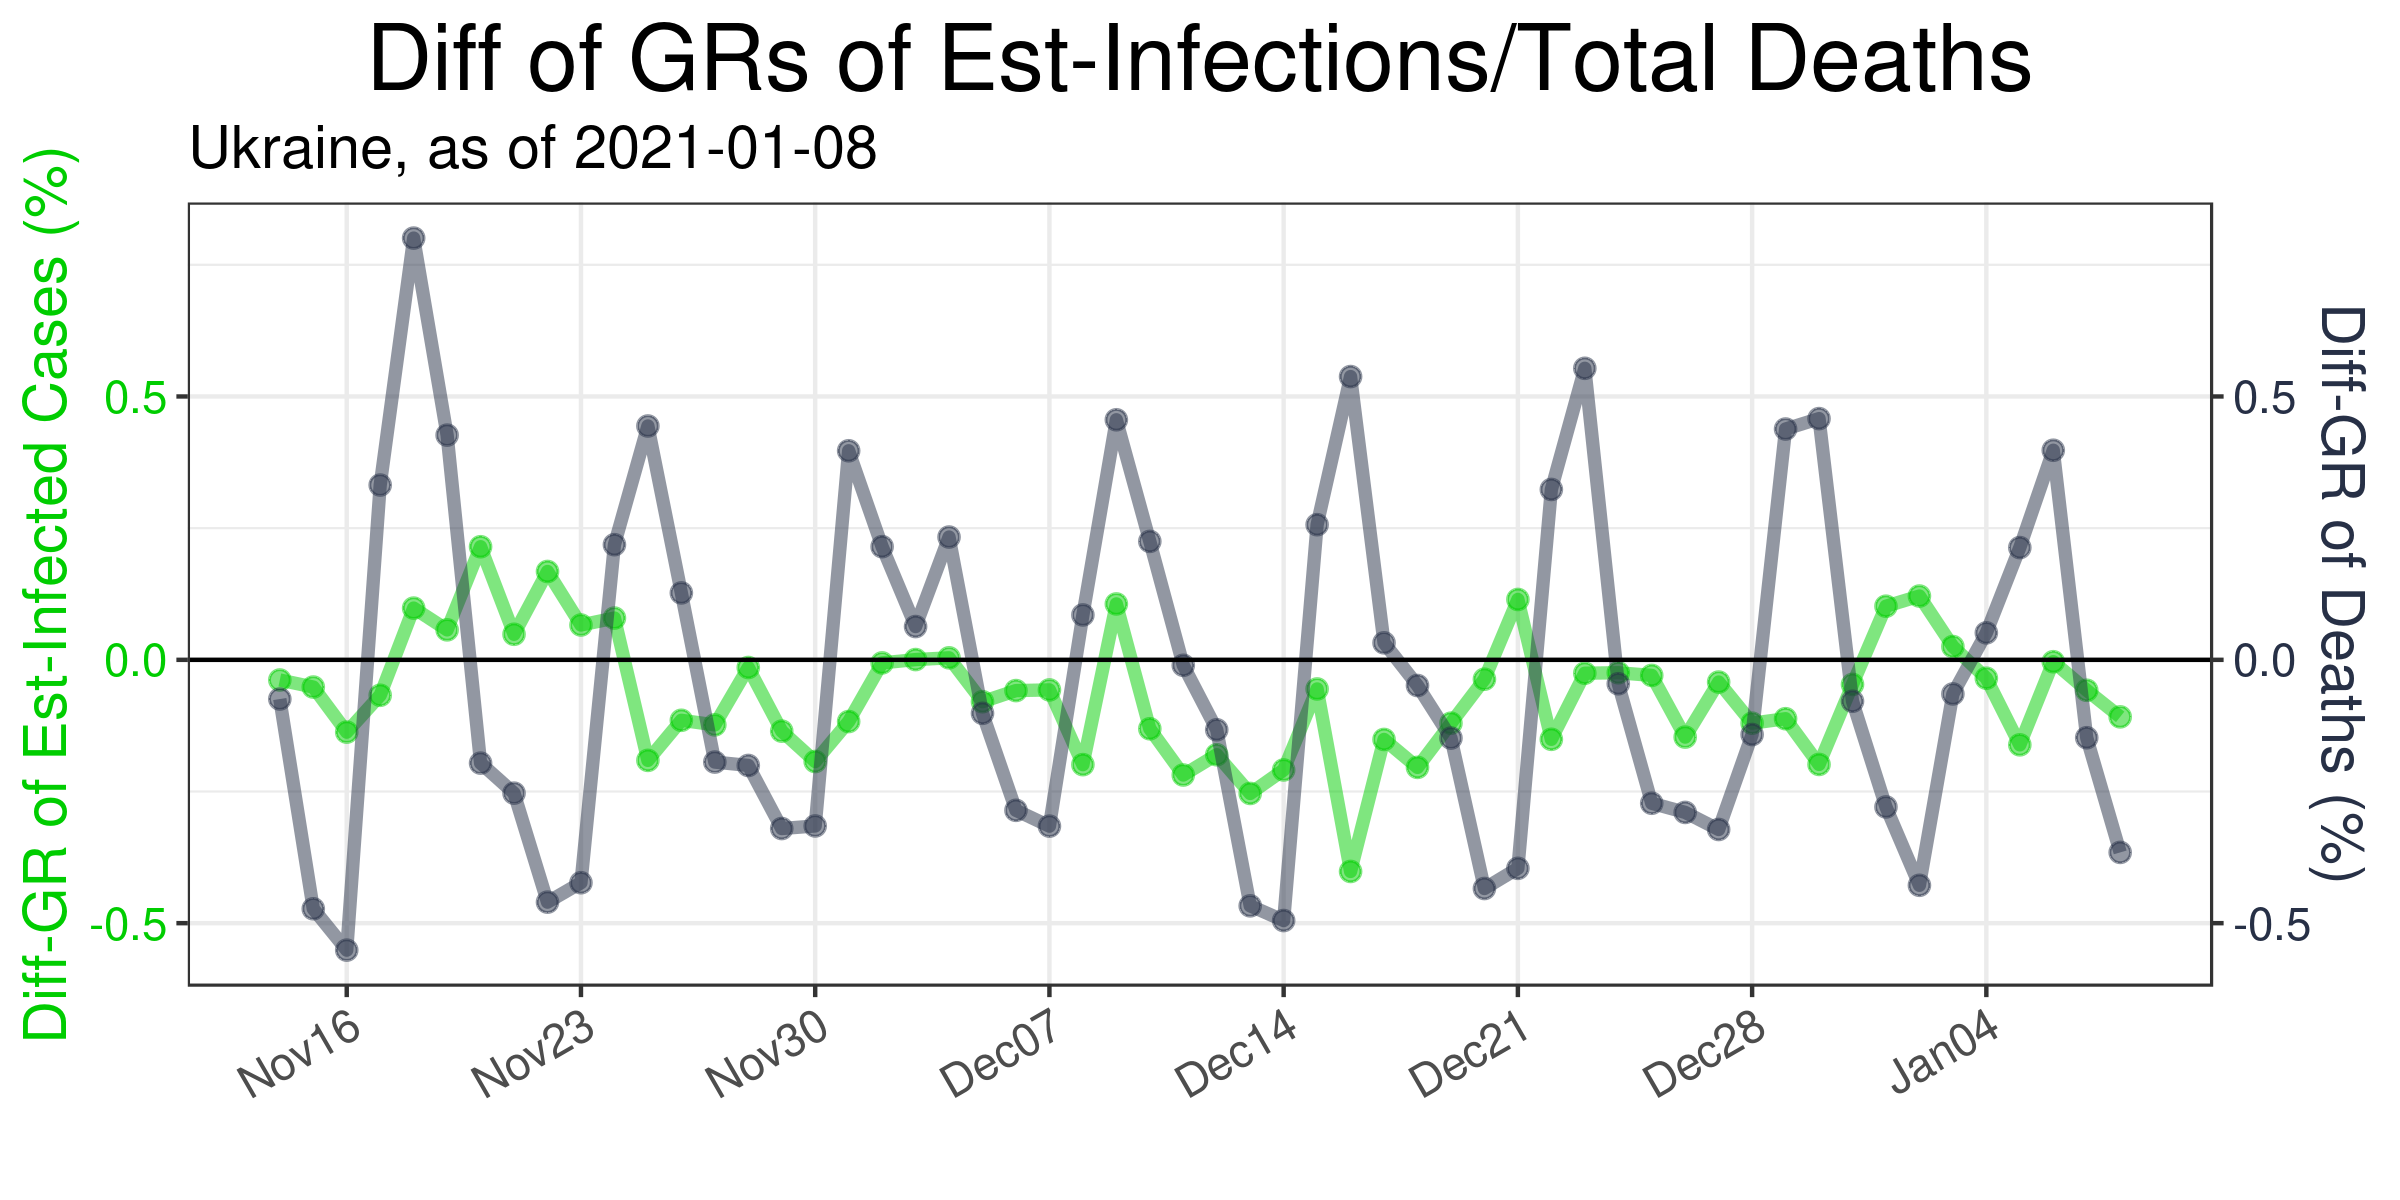 Diff of GRs of Est-Infections/Total Deaths
Ukraine, as of 2021-01-08
Diff-GR of Est-Infected Cases (%)
0.5
0.0
-0.5
0.5
0.0
-0.5
Diff-GR of Deaths (%)
Nov16
Nov23
Nov30
Dec07
Dec14
Dec21
Dec28
Jan04